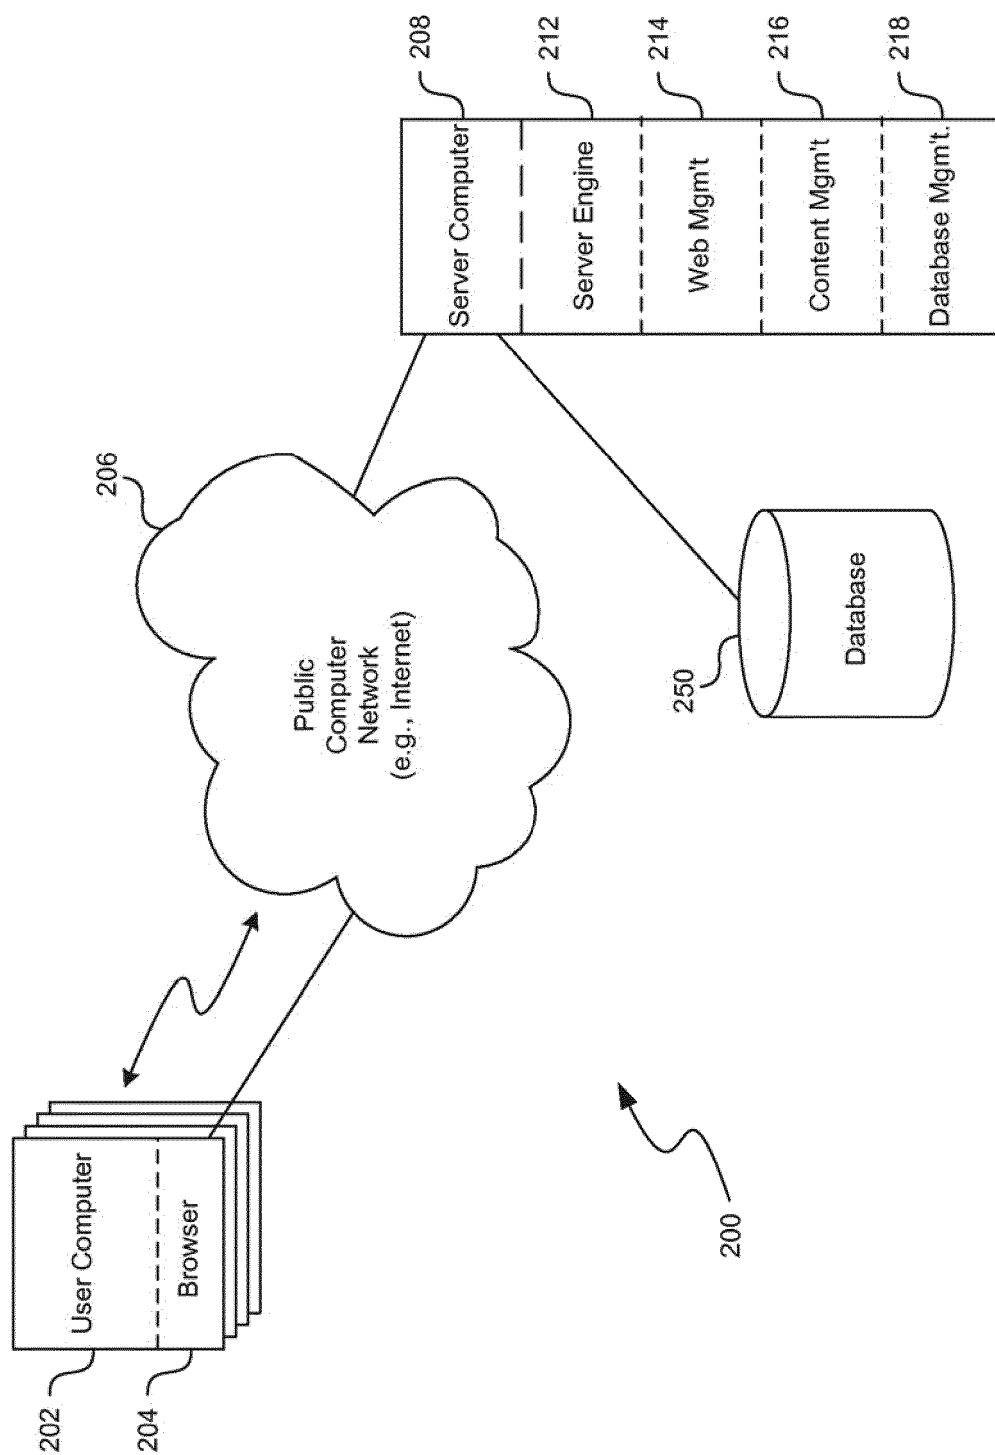 202
User Computer
204
Browser
206
Public
Computer
Network
(e.g., Internet)
200
250
Database
Server Computer
208
Server Engine
212
Web Mgm't
214
Content Mgm't
216
Database Mgm't.
218